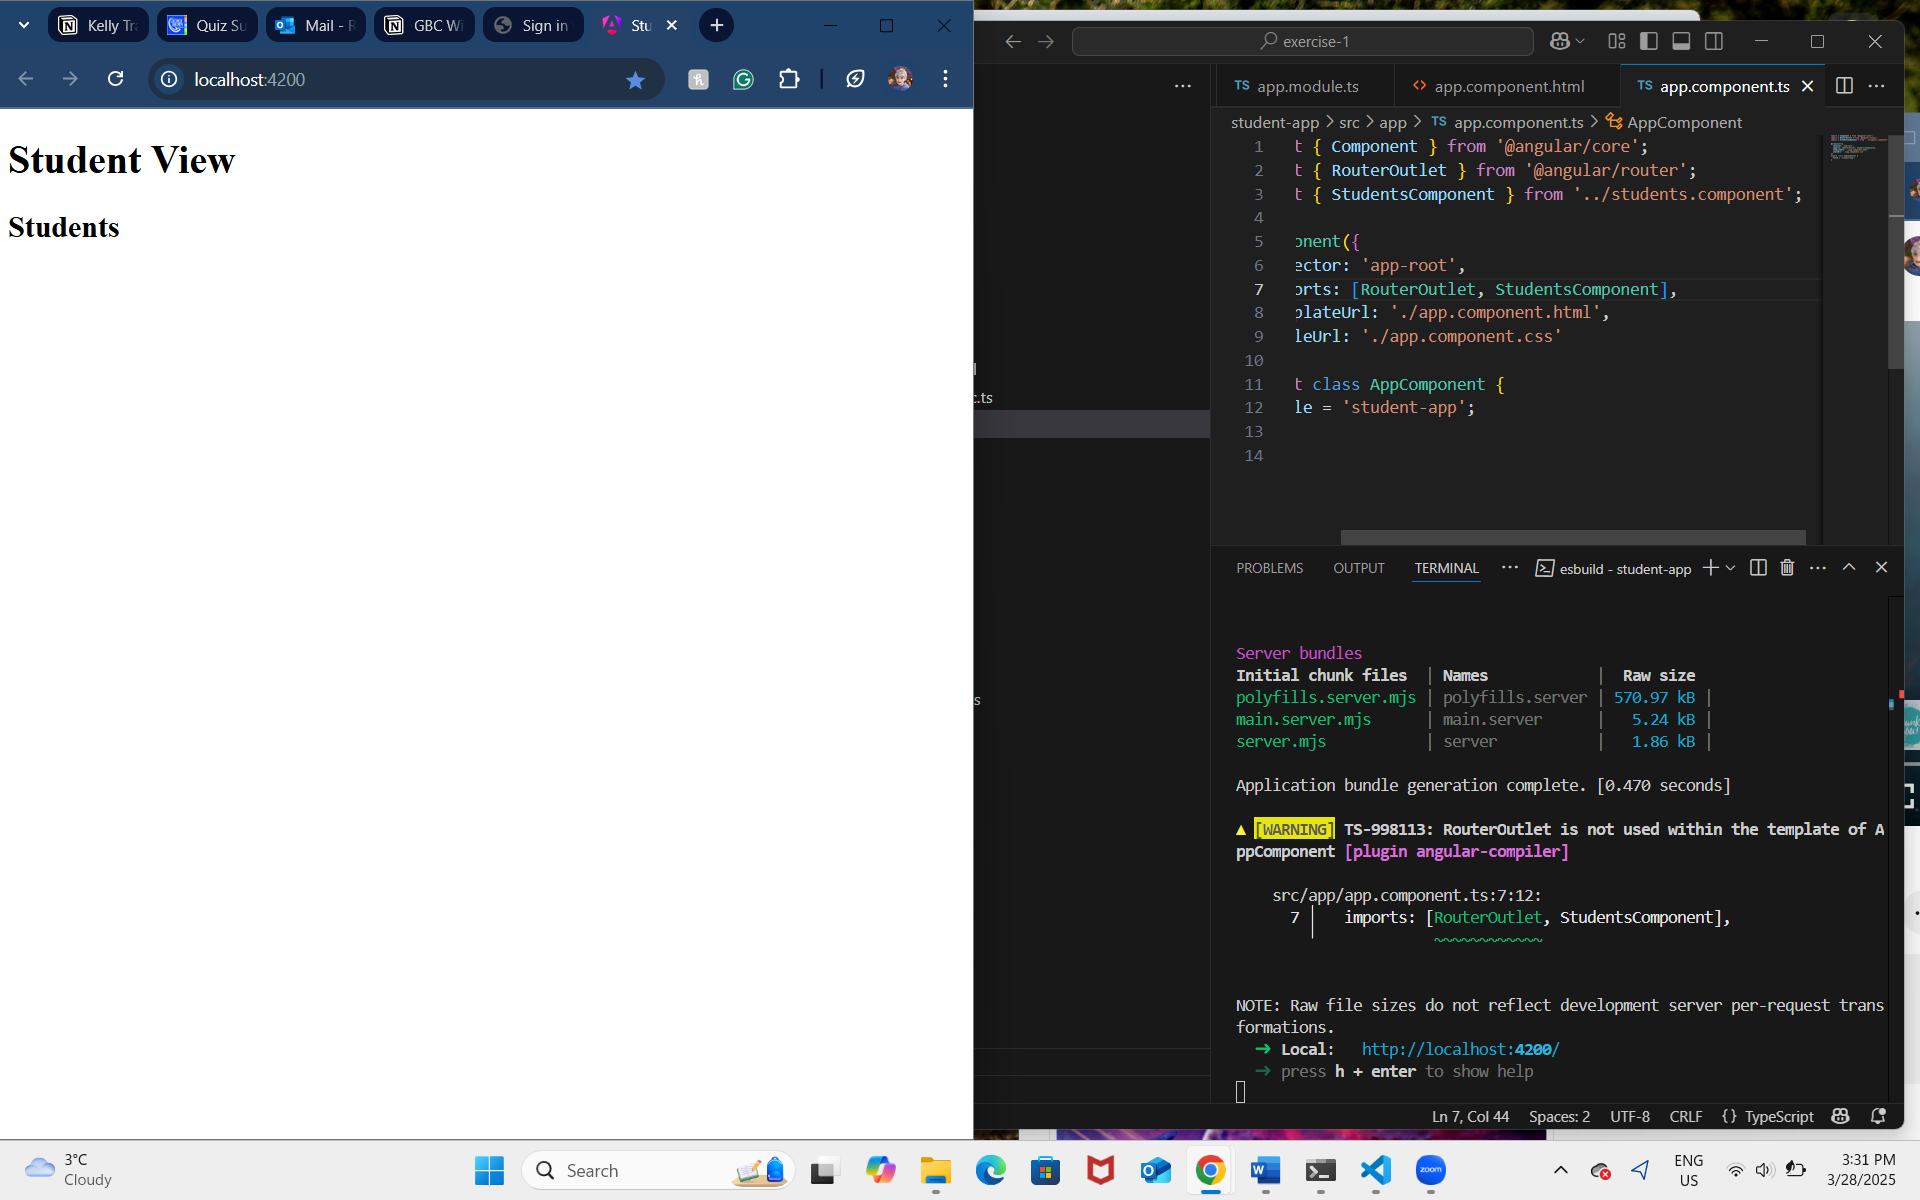 Kelly Tr
Quiz Su
Mail - R
GBC Wi
Sign in
Stu
localhost:4200
Student View
Students
exercise-1
TS app.module.ts
<> app.component.html
TS app.component.ts
student-app > src > app > TS app.component.ts > AppComponent
1 t { Component } from '@angular/core';
2 t { RouterOutlet } from '@angular/router';
3 t { StudentsComponent } from '../students.component';
4
5 onent({
6 ector: 'app-root',
7 orts: [RouterOutlet, StudentsComponent],
8 plateUrl: './app.component.html',
9 leUrl: './app.component.css'
10
11 t class AppComponent {
12 le = 'student-app';
13
14
.ts
s
PROBLEMS OUTPUT TERMINAL ··· esbuild - student-app
Server bundles
Initial chunk files | Names | Raw size
polyfills.server.mjs | polyfills.server | 570.97 kB |
main.server.mjs | main.server | 5.24 kB |
server.mjs | server | 1.86 kB |
Application bundle generation complete. [0.470 seconds]
▲ [WARNING] TS-998113: RouterOutlet is not used within the template of A
ppComponent [plugin angular-compiler]
src/app/app.component.ts:7:12:
7 │ imports: [RouterOutlet, StudentsComponent],
~~~~~~~~~~~~
NOTE: Raw file sizes do not reflect development server per-request trans
formations.
➜ Local: http://localhost:4200/
➜ press h + enter to show help
Ln 7, Col 44 Spaces: 2 UTF-8 CRLF {} TypeScript
3°C
Cloudy
Search
zoom
ENG
US
3:31 PM
3/28/2025